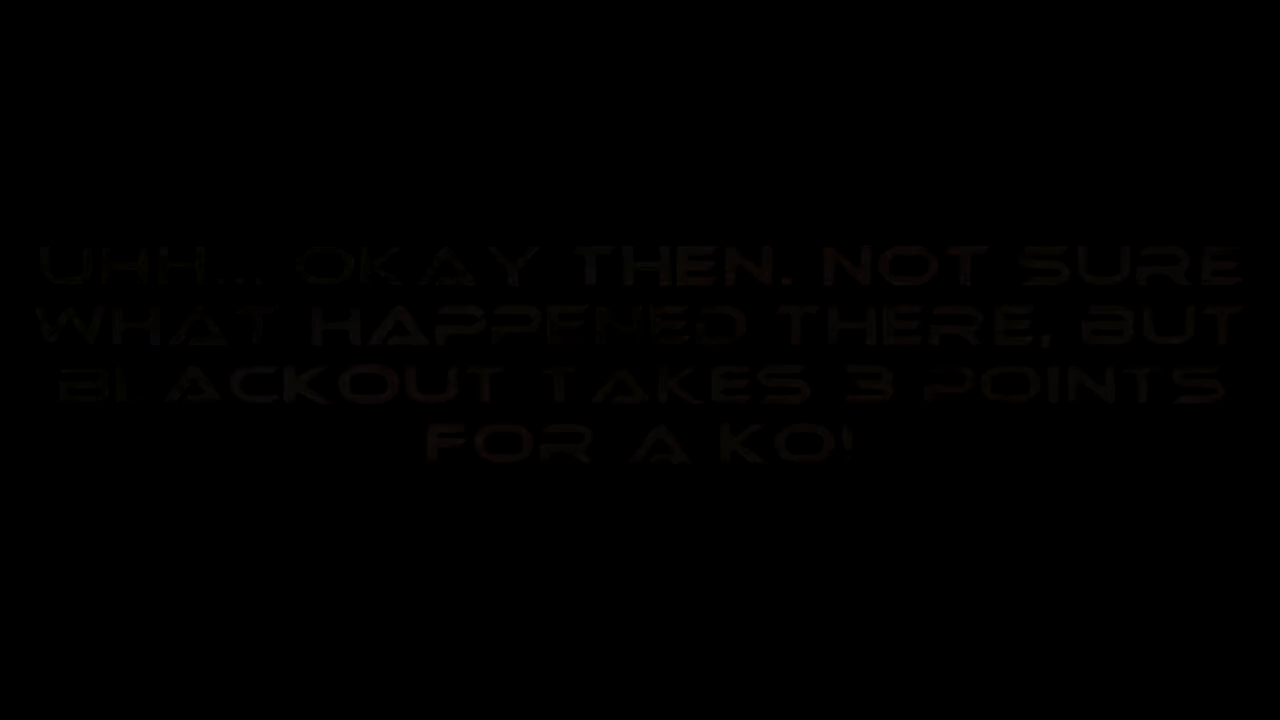 UHH... OKAY THEN. NOT SURE
WHAT HAPPENED THERE, BUT
BLACKOUT TAKES 3 POINTS
FOR A KO!